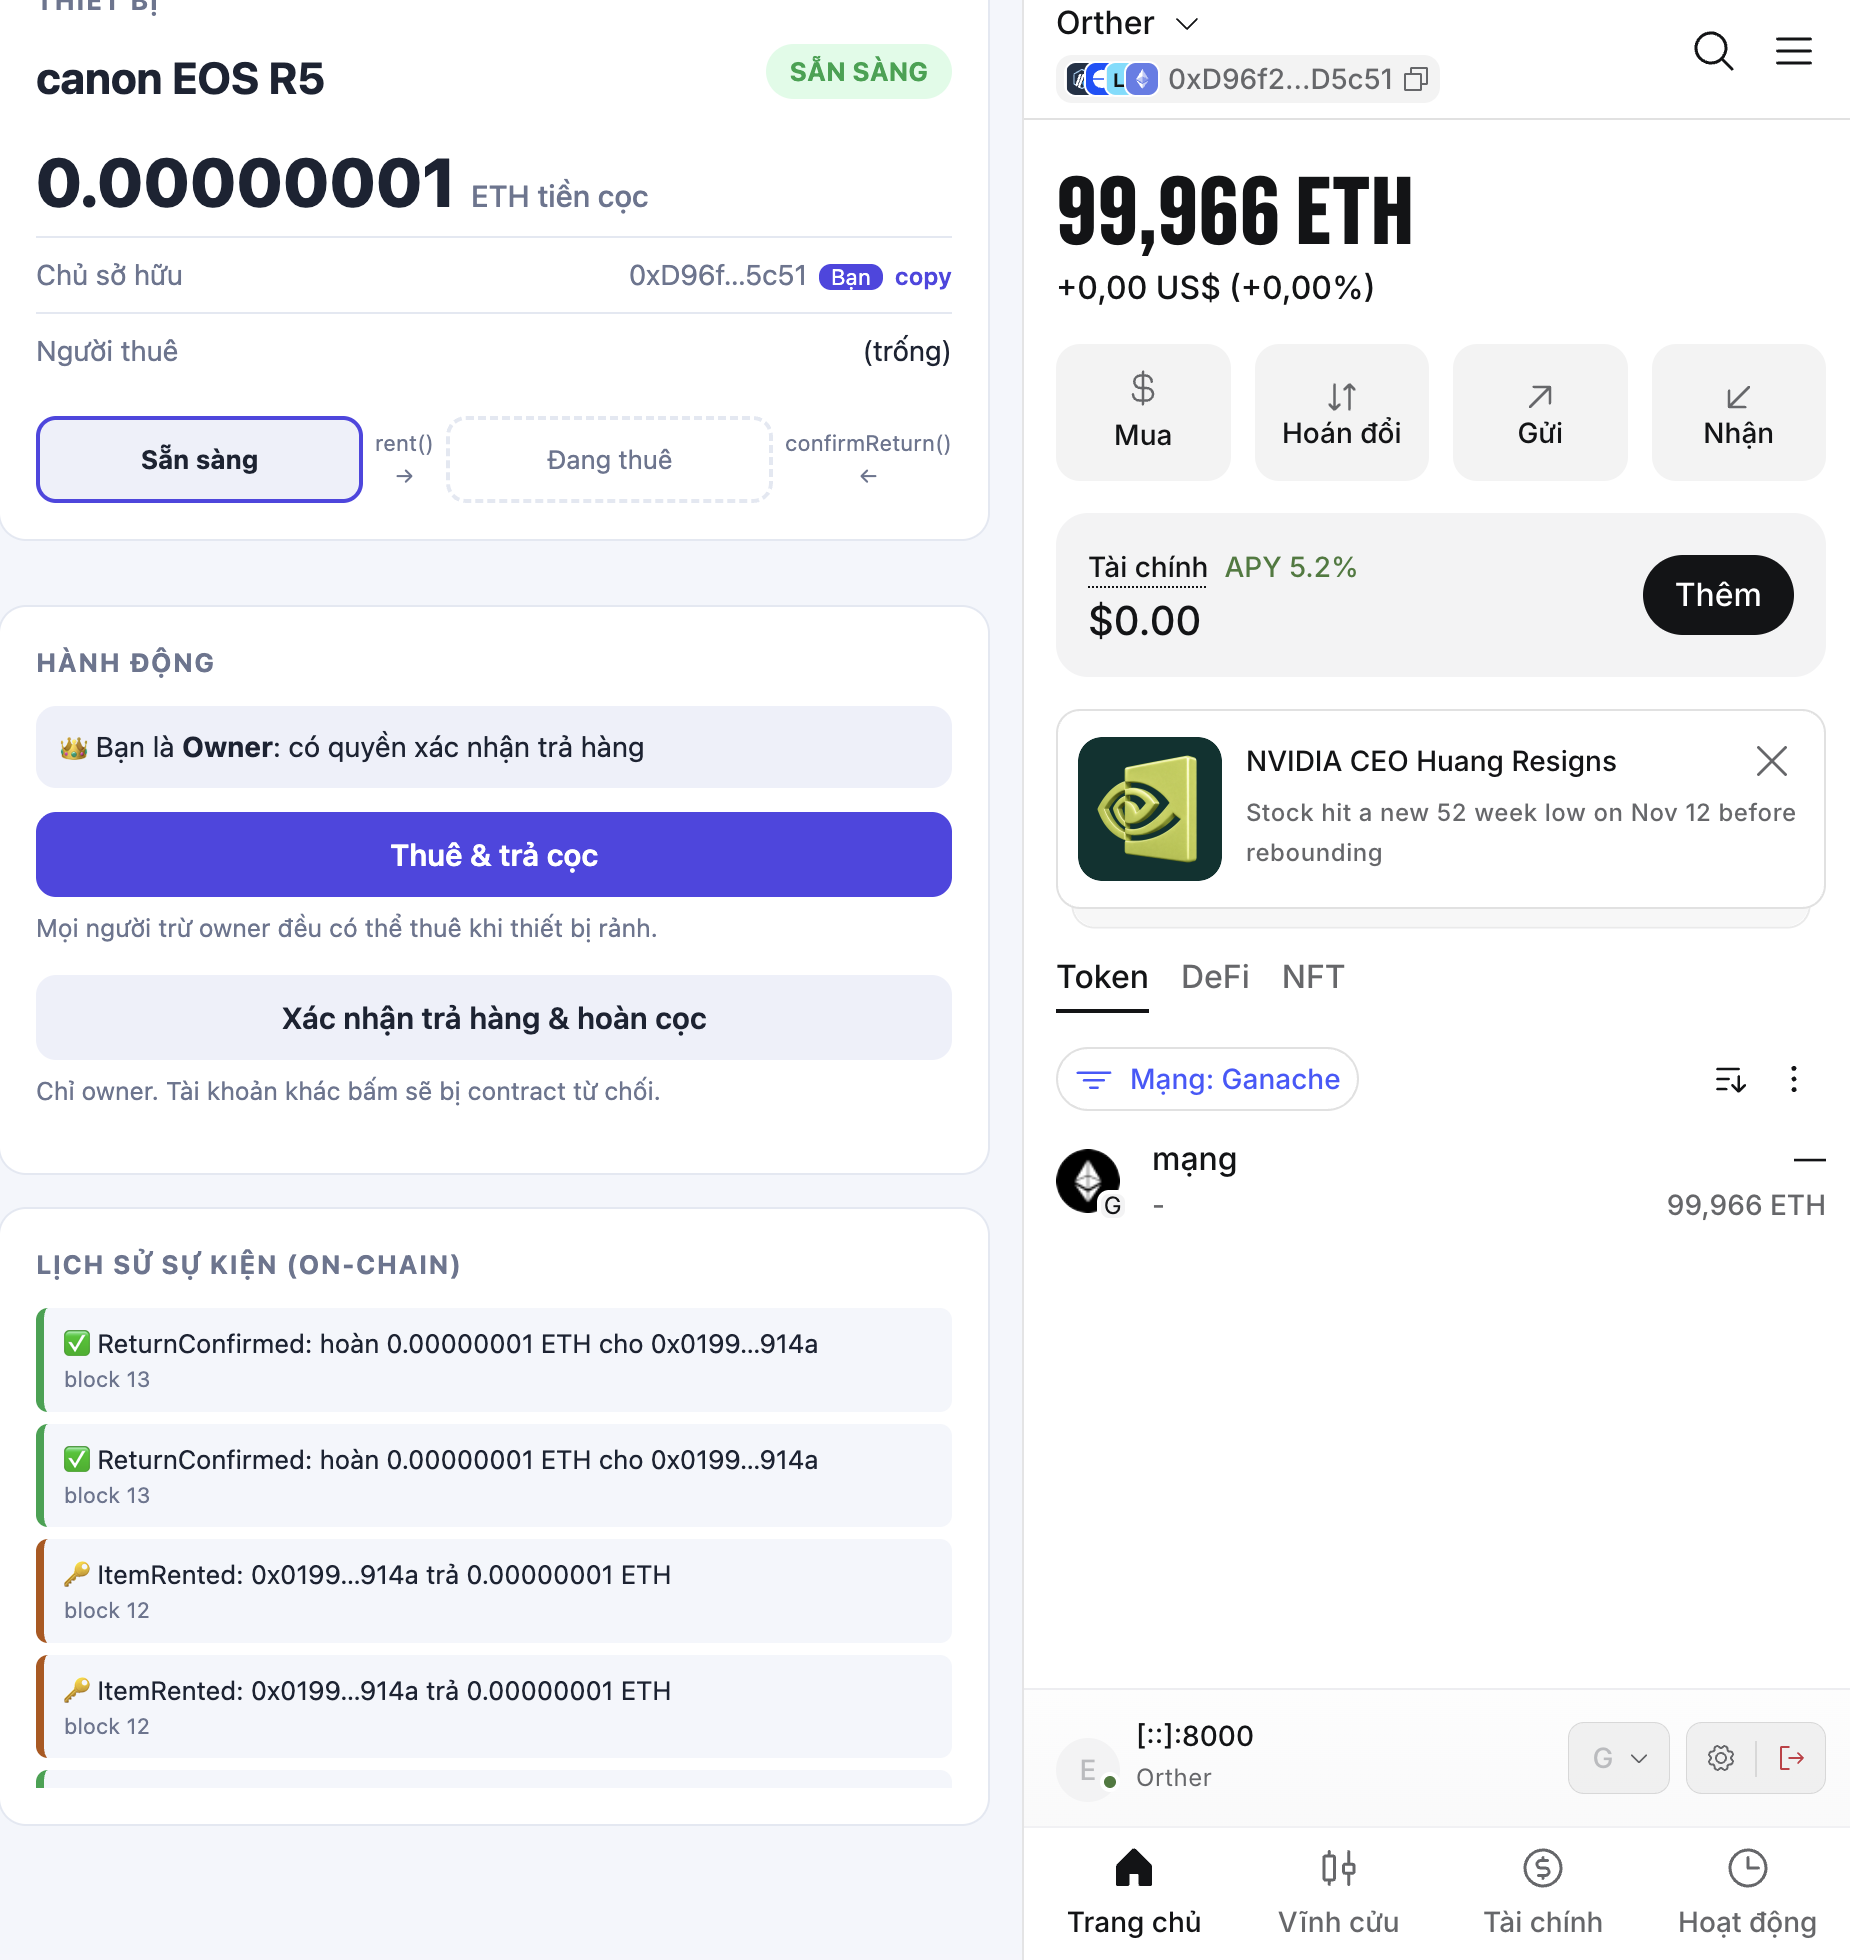 THIẾT BỊ
canon EOS R5
SẴN SÀNG
0.00000001 ETH tiền cọc
Chủ sở hữu
0xD96f...5c51 Bạn copy
Người thuê
(trống)
Sẵn sàng
rent()
→
Đang thuê
confirmReturn()
←
HÀNH ĐỘNG
👑 Bạn là Owner: có quyền xác nhận trả hàng
Thuê & trả cọc
Mọi người trừ owner đều có thể thuê khi thiết bị rảnh.
Xác nhận trả hàng & hoàn cọc
Chỉ owner. Tài khoản khác bấm sẽ bị contract từ chối.
LỊCH SỬ SỰ KIỆN (ON-CHAIN)
✅ ReturnConfirmed: hoàn 0.00000001 ETH cho 0x0199...914a
block 13
✅ ReturnConfirmed: hoàn 0.00000001 ETH cho 0x0199...914a
block 13
🔑 ItemRented: 0x0199...914a trả 0.00000001 ETH
block 12
🔑 ItemRented: 0x0199...914a trả 0.00000001 ETH
block 12
Orther
L
0xD96f2...D5c51
99,966 ETH
+0,00 US$ (+0,00%)
Mua
Hoán đổi
Gửi
Nhận
Tài chính APY 5.2%
$0.00
Thêm
NVIDIA CEO Huang Resigns
Stock hit a new 52 week low on Nov 12 before
rebounding
Token
DeFi
NFT
Mạng: Ganache
G
mạng
—
-
99,966 ETH
E
[::]:8000
Orther
G
Trang chủ
Vĩnh cửu
Tài chính
Hoạt động